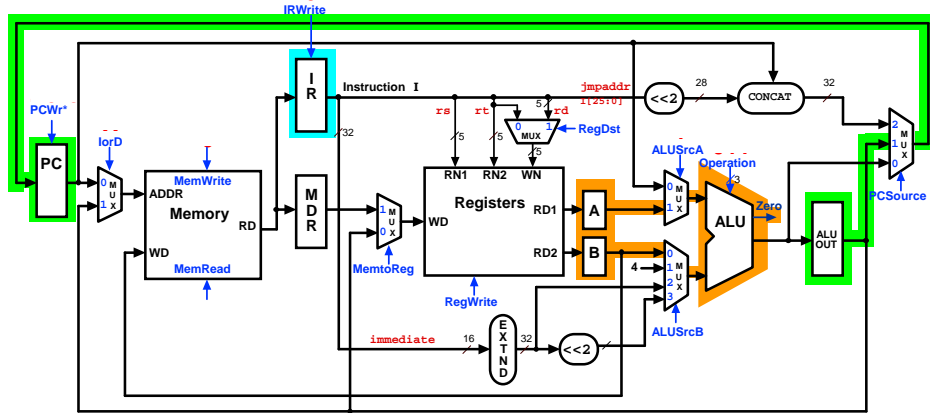 IRWrite
I
R
Instruction I
32
PCWr*
PC
IorD
0
1
M
U
X
ADDR
MemWrite
Memory
RD
WD
MemRead
M
D
R
1
0
M
U
X
MemtoReg
WD
rs
rt
rd
5
5
5
0
1
MUX
5
RegDst
RN1
RN2
WN
Registers
RD1
RD2
RegWrite
jmpaddr
I[25:0]
<<2
28
CONCAT
32
A
B
4
ALUSrcA
0
1
M
U
X
0
1
2
3
M
U
X
ALUSrcB
Operation
3
ALU
Zero
ALU
OUT
2
1
0
M
U
X
PCSource
immediate
16
E
X
T
N
D
32
<<2